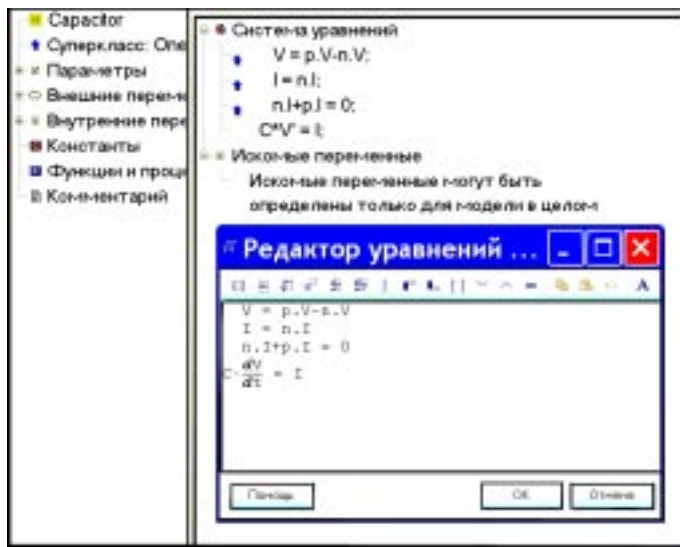 Capacitor
Суперкласс: One
Параметры
Внешние переме
Внутренние пере
Константы
Функции и проце
Комментарий
Система уравнений
V = p.V-n.V;
I = n.I;
n.I+p.I = 0;
C*V' = I;
Искомые переменные
Искомые переменные могут быть
определены только для модели в целом
Редактор уравнений ...
V = p.V-n.V
I = n.I
n.I+p.I = 0
C·dV/dt = I
Помощь
OK
Отмена